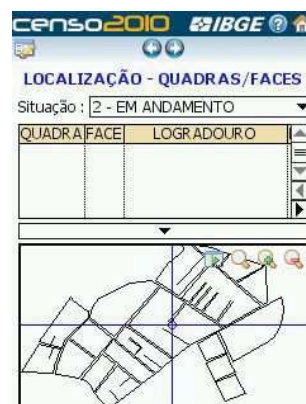 censo2010 IBGE
LOCALIZAÇÃO - QUADRAS/FACES
Situação : 2 - EM ANDAMENTO
QUADRA FACE LOGRADOURO